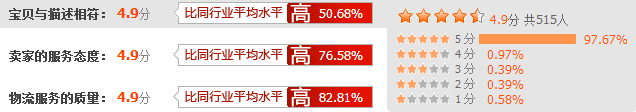 宝贝与描述相符： 4.9分 比同行业平均水平 高 50.68%
卖家的服务态度： 4.9分 比同行业平均水平 高 76.58%
物流服务的质量： 4.9分 比同行业平均水平 高 82.81%
4.9分 共515人
5分 97.67%
4分 0.97%
3分 0.39%
2分 0.39%
1分 0.58%